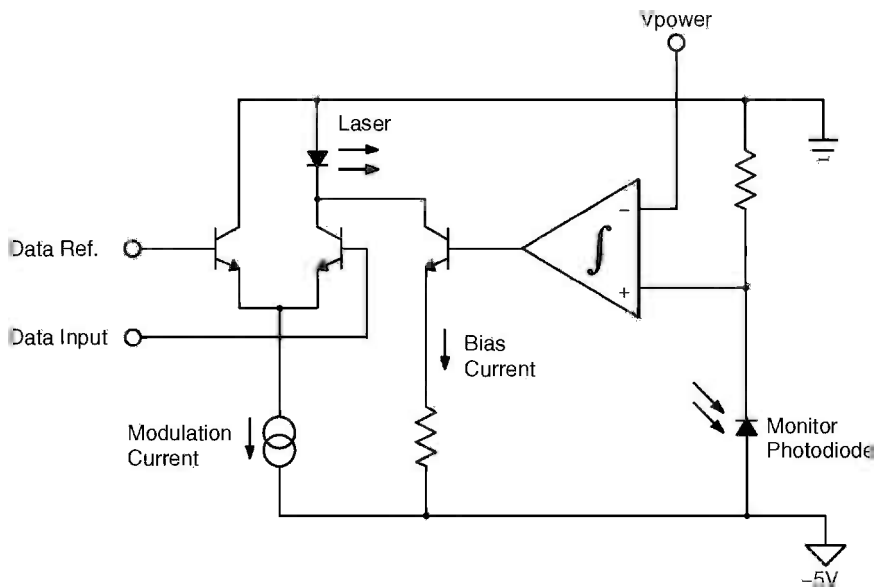 Vpower
Laser
−
∫
+
Data Ref.
Data Input
Bias
Current
Modulation
Current
Monitor
Photodiode
−5V